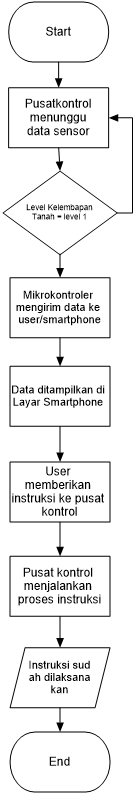 Start
Pusatkontrol
menunggu
data sensor
Level Kelembapan
Tanah = level 1
Mikrokontroler
mengirim data ke
user/smartphone
Data ditampilkan di
Layar Smartphone
User
memberikan
instruksi ke pusat
kontrol
Pusat kontrol
menjalankan
proses instruksi
Instruksi sud
ah dilaksana
kan
End